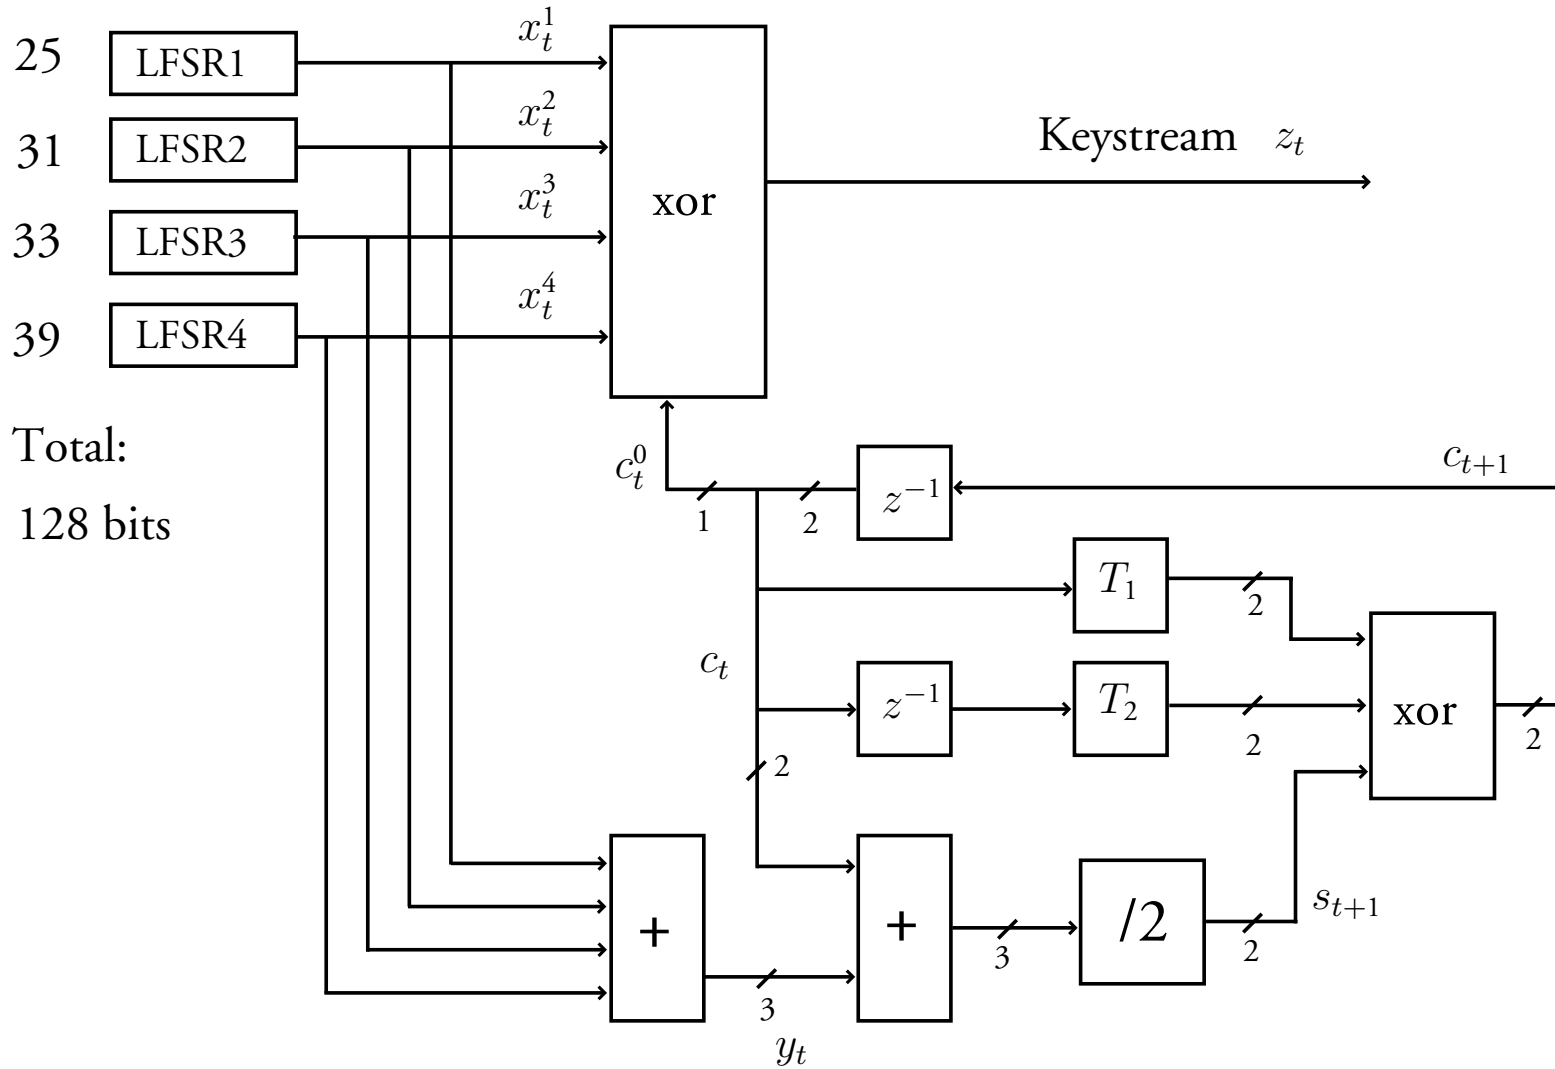 25 LFSR1 x_t^1
31 LFSR2 x_t^2
33 LFSR3 x_t^3
39 LFSR4 x_t^4
xor
Keystream z_t
Total:
128 bits
c_t^0
1
2
z^{-1}
c_{t+1}
T_1
2
c_t
z^{-1}
T_2
2
xor
2
2
+
3
y_t
+
3
/2
2
s_{t+1}